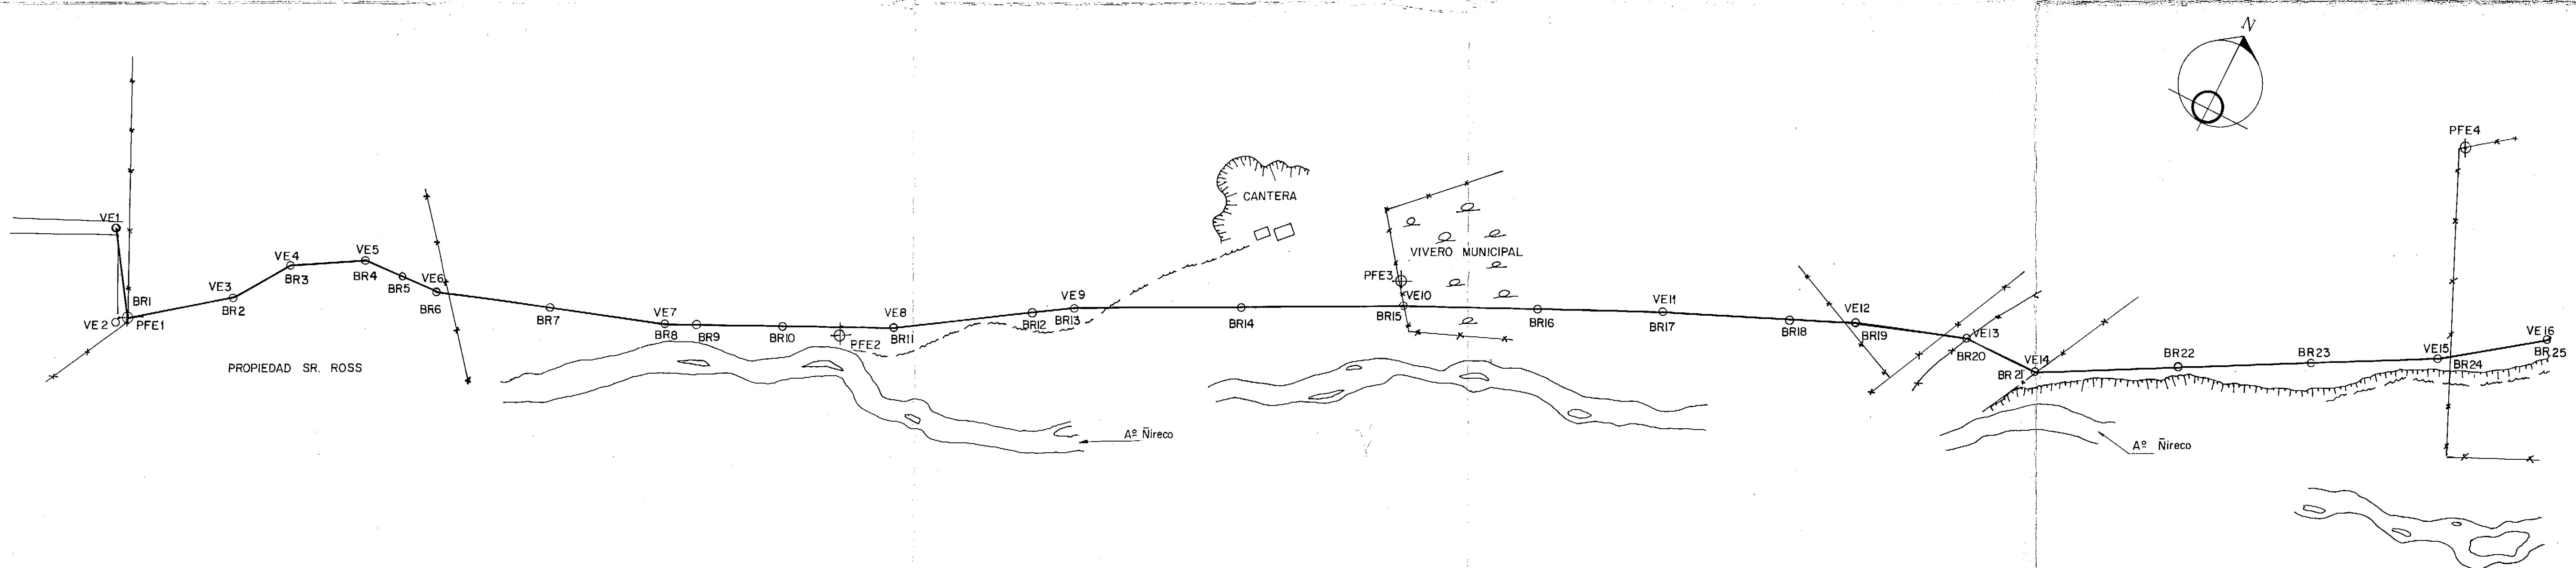 N
PFE4
VE1
CANTERA
VIVERO MUNICIPAL
VE4
BR3
VE5
BR4
BR5
VE6
BR6
VE3
BR2
BR1
VE2
PFE1
BR7
VE7
BR8
BR9
BR10
PFE2
VE8
BR11
BR12
VE9
BR13
BR14
PFE3
VE10
BR15
BR16
VE11
BR17
BR18
VE12
BR19
VE13
BR20
VE14
BR21
BR22
BR23
VE15
BR24
VE16
BR25
PROPIEDAD SR. ROSS
Aº Ñireco
Aº Ñireco